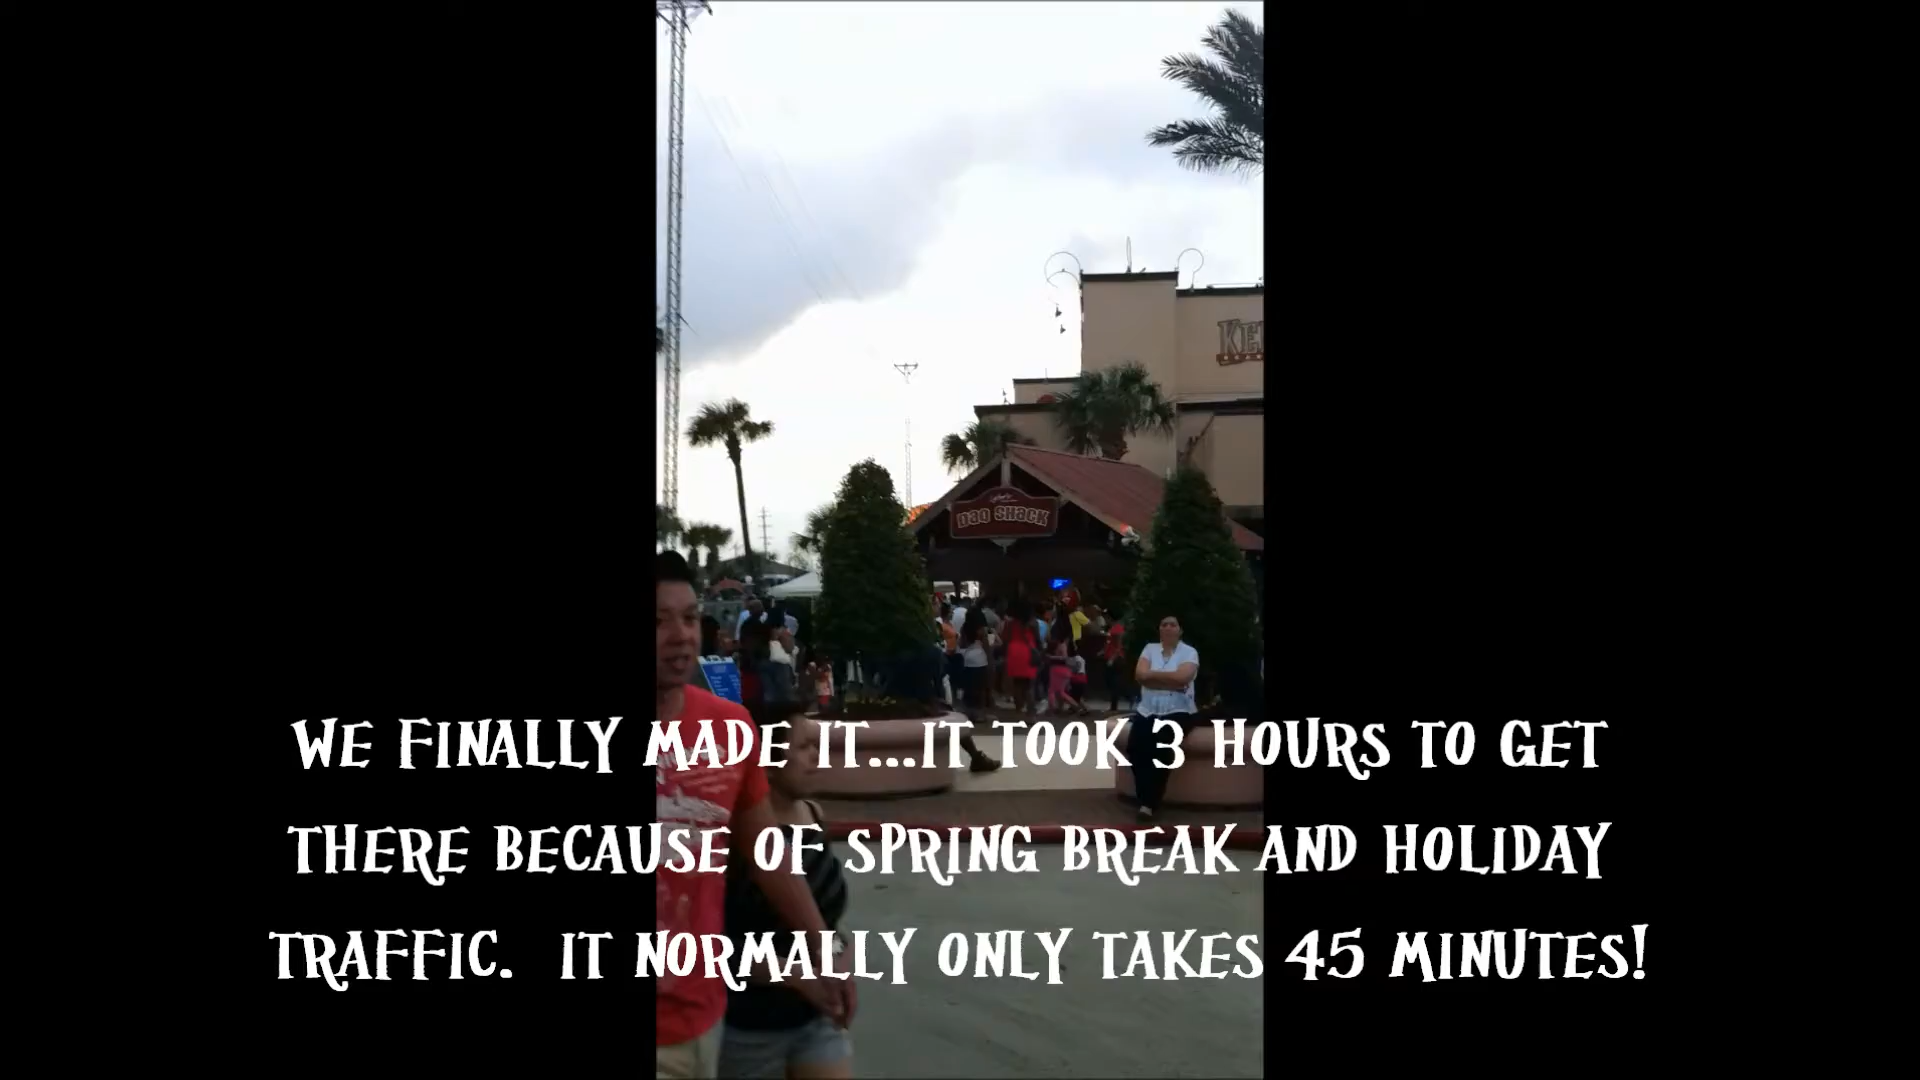 KE
DAQ SHACK
WE FINALLY MADE IT...IT TOOK 3 HOURS TO GET
THERE BECAUSE OF SPRING BREAK AND HOLIDAY
TRAFFIC.  IT NORMALLY ONLY TAKES 45 MINUTES!